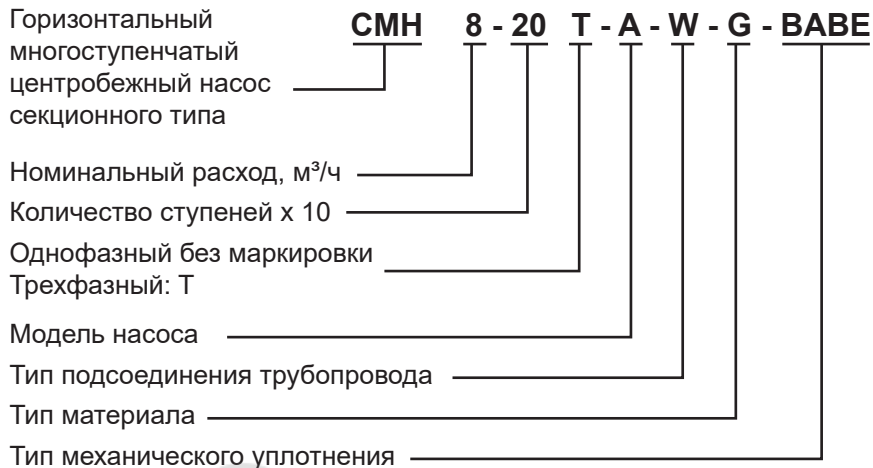 Горизонтальный
многоступенчатый
центробежный насос
секционного типа
СМН 8 - 20 Т - А - W - G - BABE
Номинальный расход, м³/ч
Количество ступеней х 10
Однофазный без маркировки
Трехфазный: Т
Модель насоса
Тип подсоединения трубопровода
Тип материала
Тип механического уплотнения